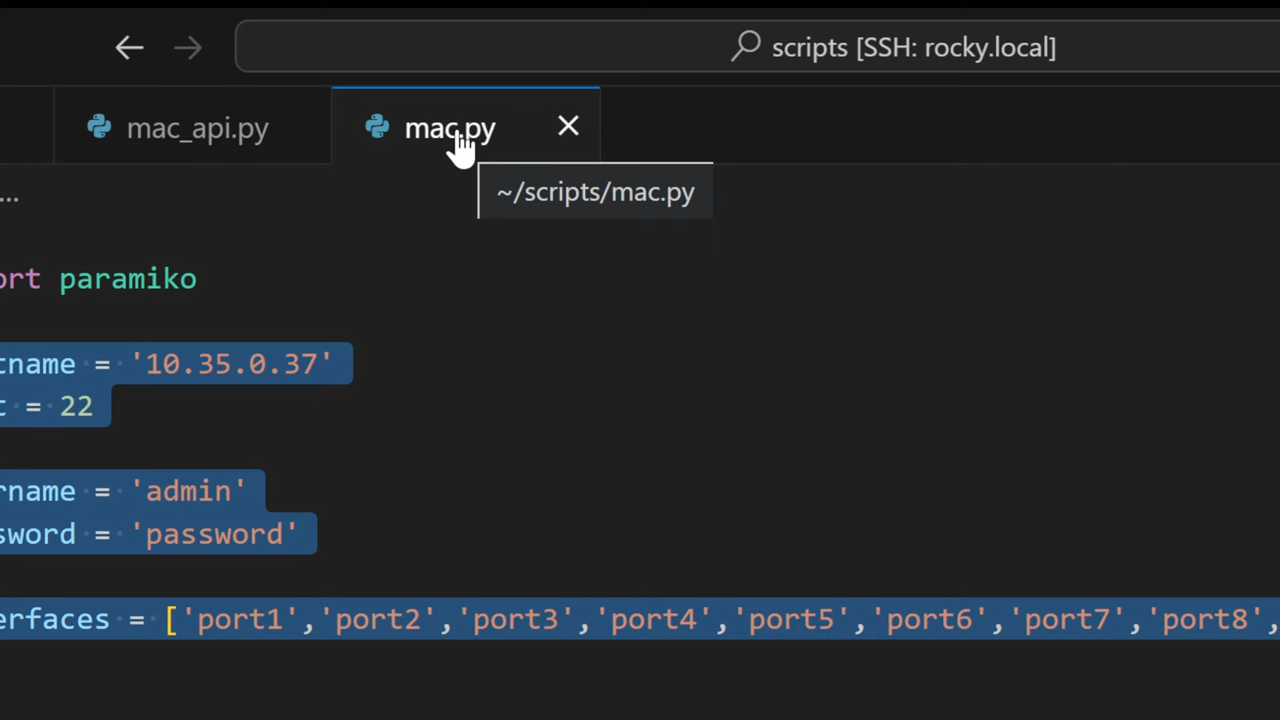 scripts [SSH: rocky.local]
mac_api.py
mac.py
~/scripts/mac.py
...
ort paramiko
tname = '10.35.0.37'
t = 22
rname = 'admin'
sword = 'password'
erfaces = ['port1','port2','port3','port4','port5','port6','port7','port8',